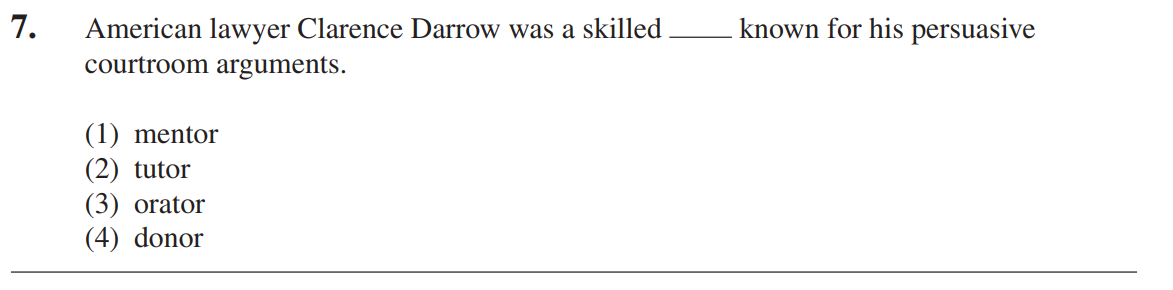 7. American lawyer Clarence Darrow was a skilled ____ known for his persuasive
courtroom arguments.
(1) mentor
(2) tutor
(3) orator
(4) donor